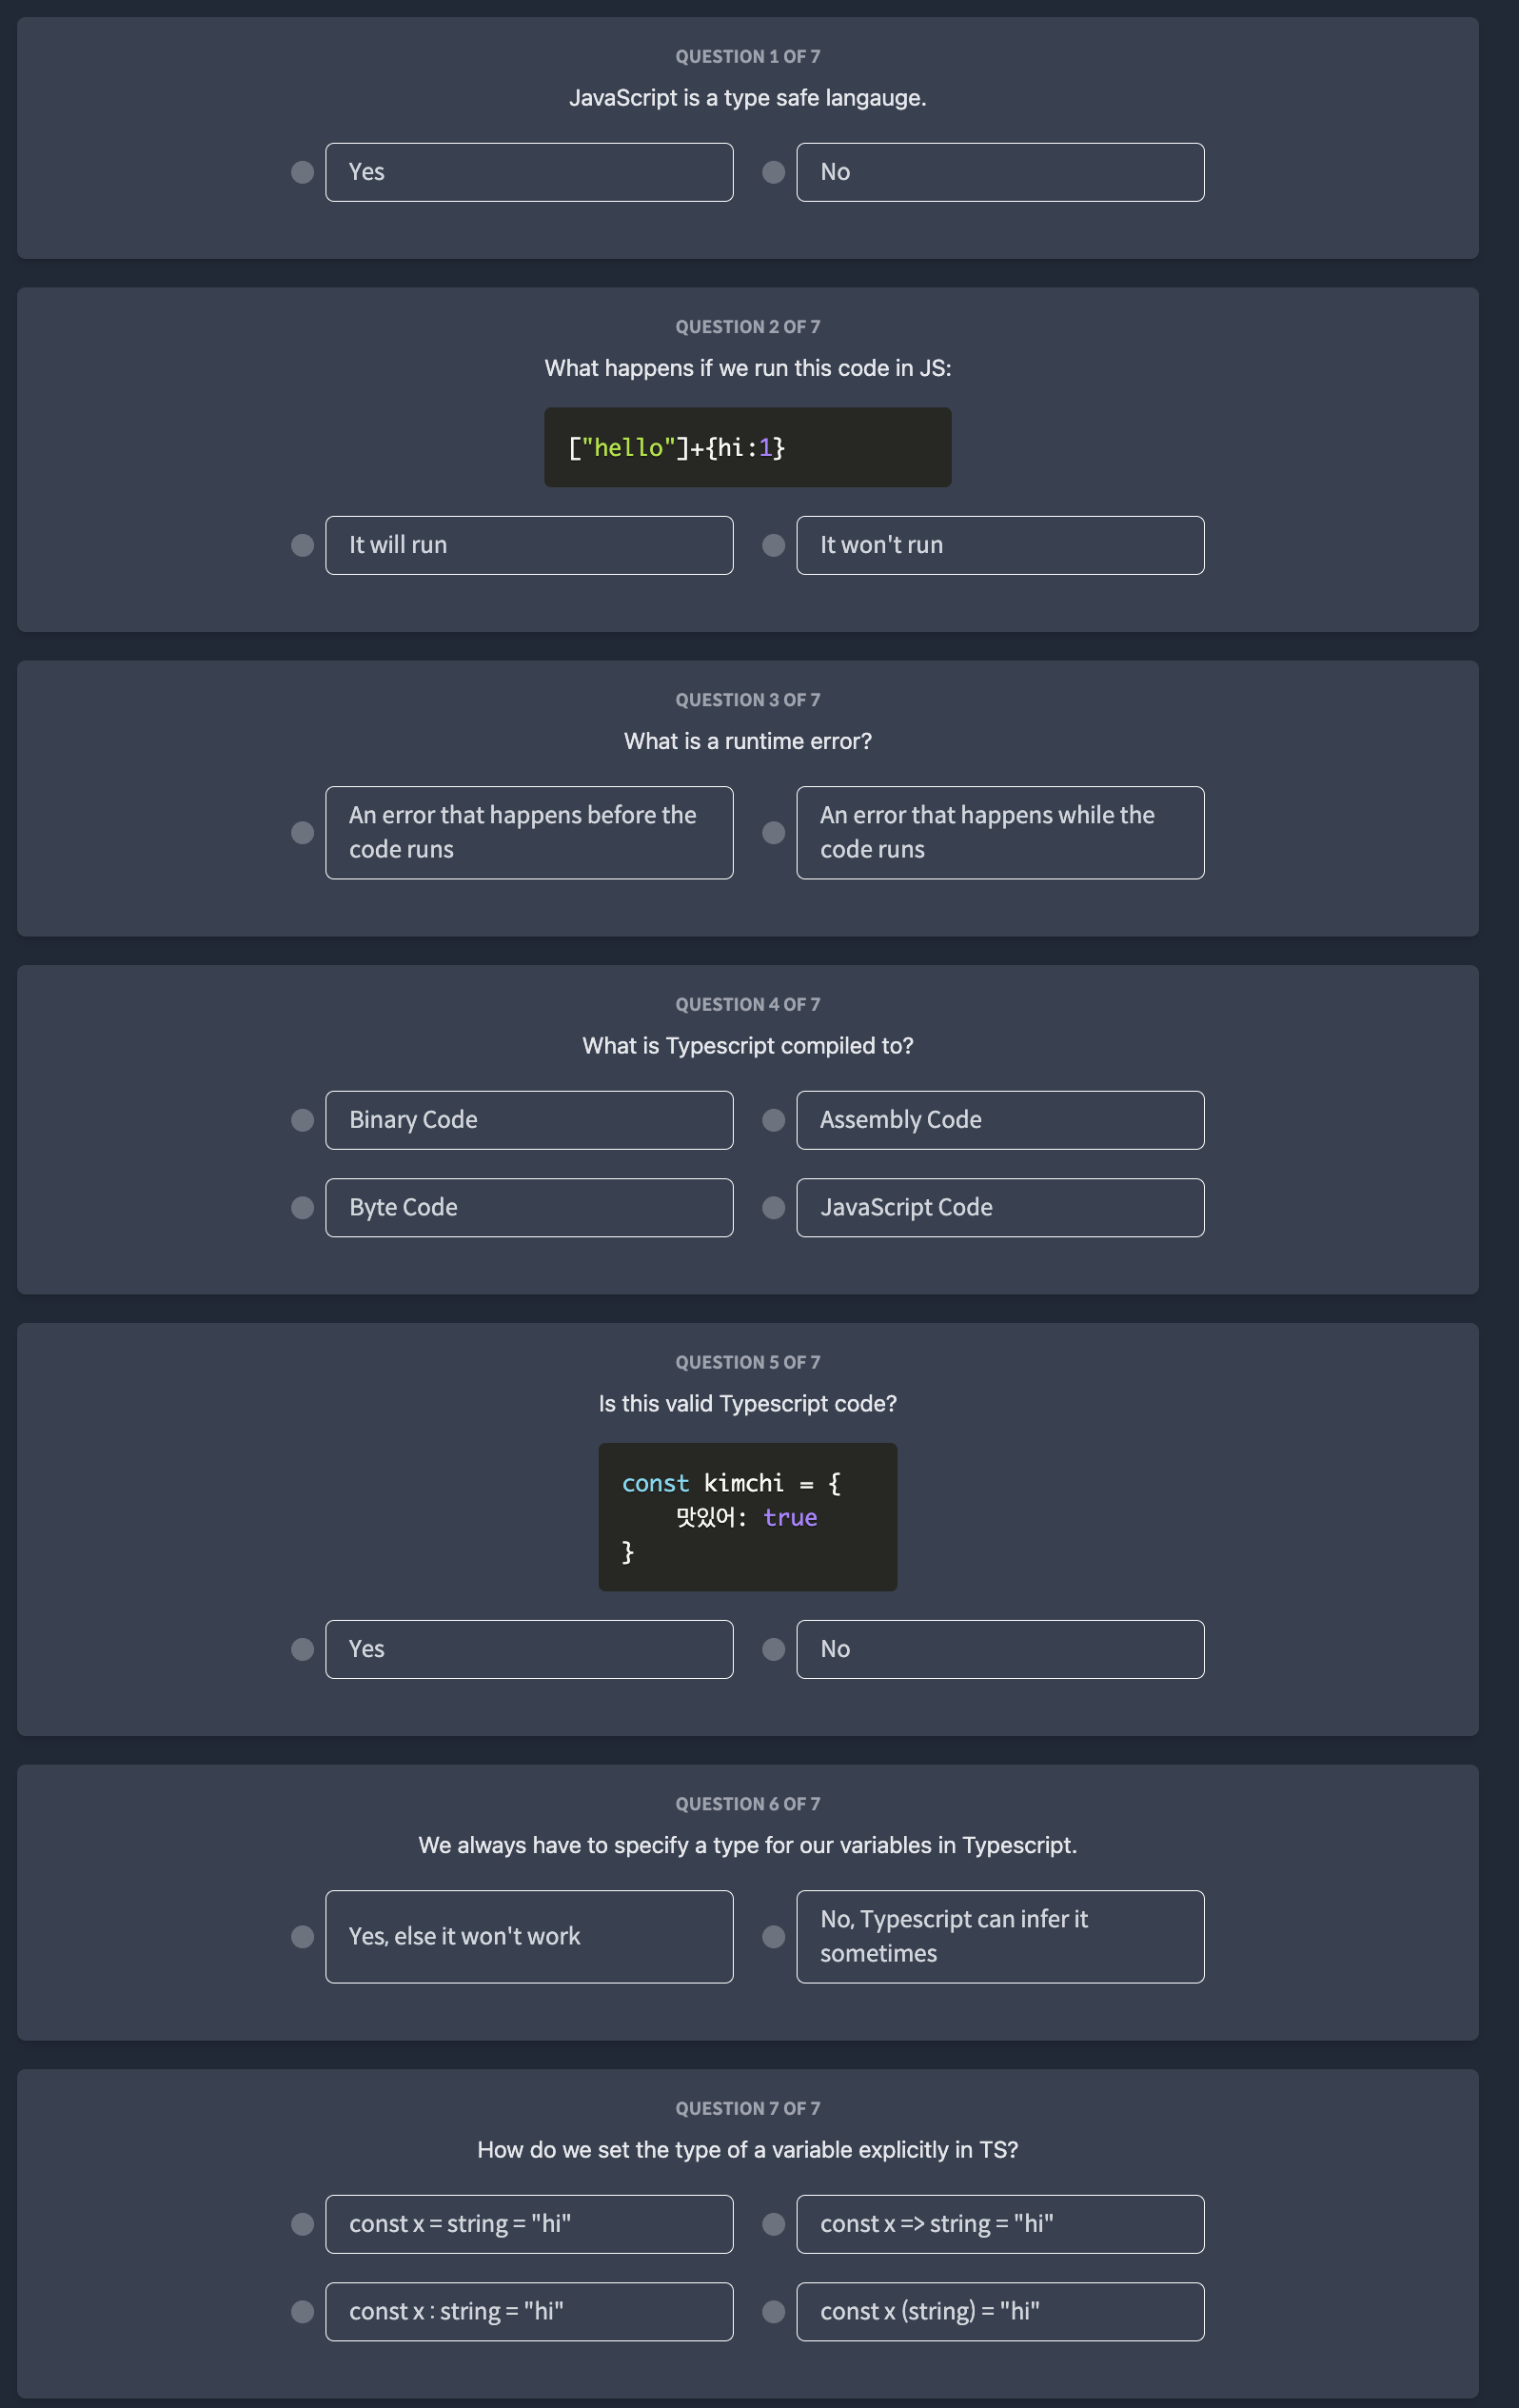 QUESTION 1 OF 7
JavaScript is a type safe langauge.
Yes
No
QUESTION 2 OF 7
What happens if we run this code in JS:
["hello"]+{hi:1}
It will run
It won't run
QUESTION 3 OF 7
What is a runtime error?
An error that happens before the
code runs
An error that happens while the
code runs
QUESTION 4 OF 7
What is Typescript compiled to?
Binary Code
Assembly Code
Byte Code
JavaScript Code
QUESTION 5 OF 7
Is this valid Typescript code?
const kimchi = {
    맛있어: true
}
Yes
No
QUESTION 6 OF 7
We always have to specify a type for our variables in Typescript.
Yes, else it won't work
No, Typescript can infer it
sometimes
QUESTION 7 OF 7
How do we set the type of a variable explicitly in TS?
const x = string = "hi"
const x => string = "hi"
const x : string = "hi"
const x (string) = "hi"